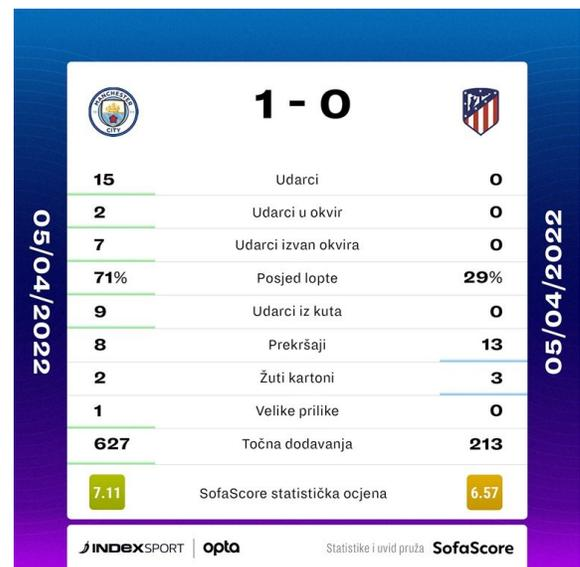 MANCHESTER
CITY
1 - 0
15 Udarci 0
2 Udarci u okvir 0
7 Udarci izvan okvira 0
71% Posjed lopte 29%
9 Udarci iz kuta 0
8 Prekršaji 13
2 Žuti kartoni 3
1 Velike prilike 0
627 Točna dodavanja 213
7.11 SofaScore statistička ocjena 6.57
05/04/2022
05/04/2022
INDEXSPORT | opta Statistike i uvid pruža SofaScore